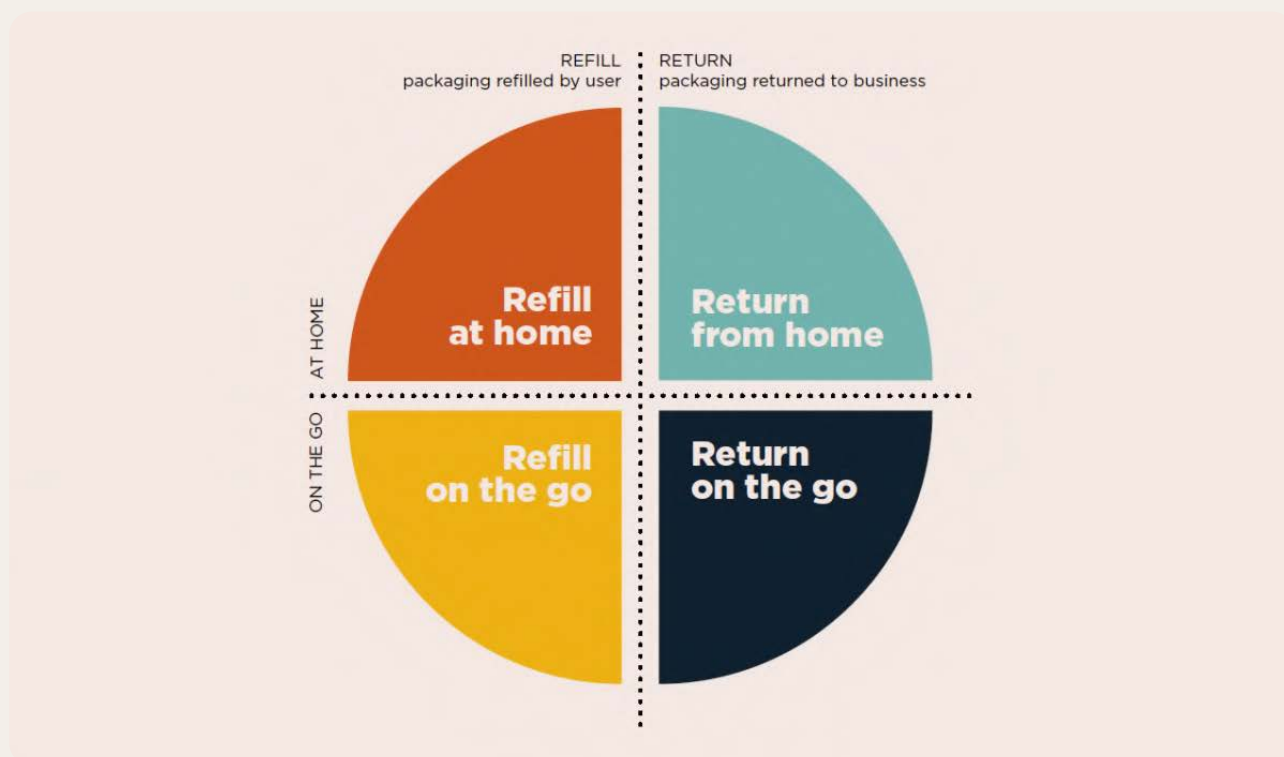 REFILL
packaging refilled by user
RETURN
packaging returned to business
AT HOME
Refill
at home
Return
from home
ON THE GO
Refill
on the go
Return
on the go